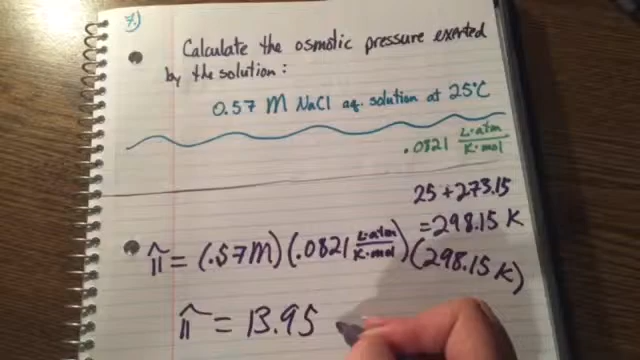 7.)
Calculate the osmotic pressure exerted
by the solution:
0.57 M NaCl aq. solution at 25°C
.0821 L·atm/K·mol
25 + 273.15
= 298.15 K
π = (.57M)(.0821 L·atm/K·mol)(298.15 K)
π = 13.95